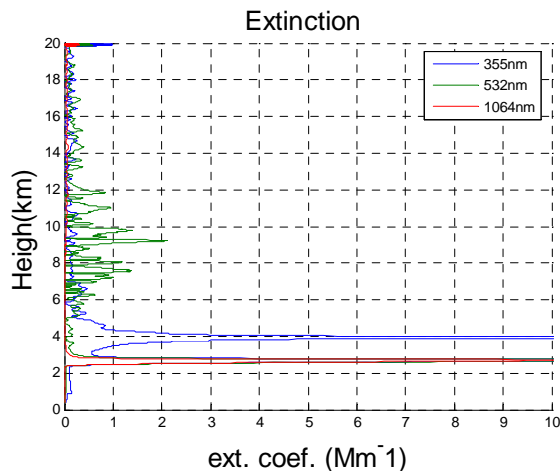 Extinction
20
18
16
14
12
10
8
6
4
2
0
Heigh(km)
355nm
532nm
1064nm
0 1 2 3 4 5 6 7 8 9 10
ext. coef. (Mm-1)